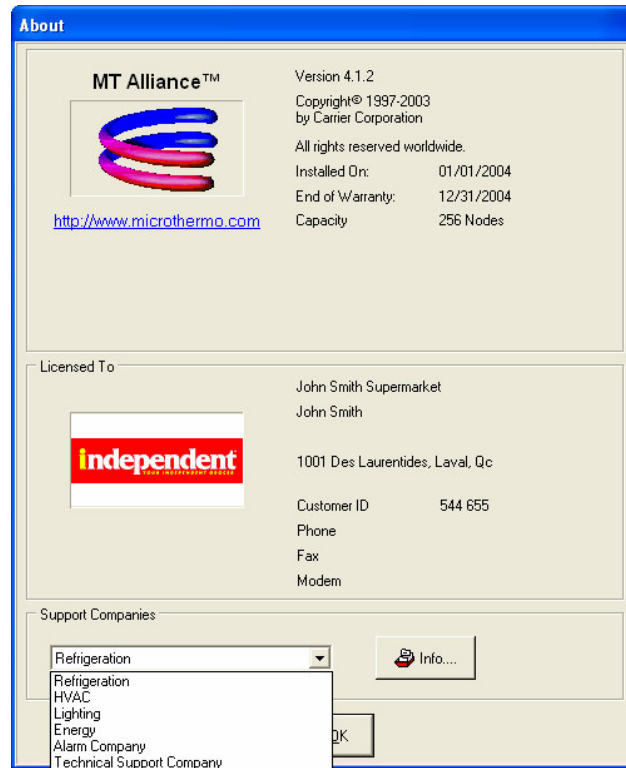 About
MT Alliance™
http://www.microthermo.com
Version 4.1.2
Copyright© 1997-2003
by Carrier Corporation
All rights reserved worldwide.
Installed On: 01/01/2004
End of Warranty: 12/31/2004
Capacity 256 Nodes
Licensed To
independent
YOUR INDEPENDENT GROCER
John Smith Supermarket
John Smith
1001 Des Laurentides, Laval, Qc
Customer ID 544 655
Phone
Fax
Modem
Support Companies
Refrigeration
Info....
Refrigeration
HVAC
Lighting
Energy
Alarm Company
Technical Support Company
OK